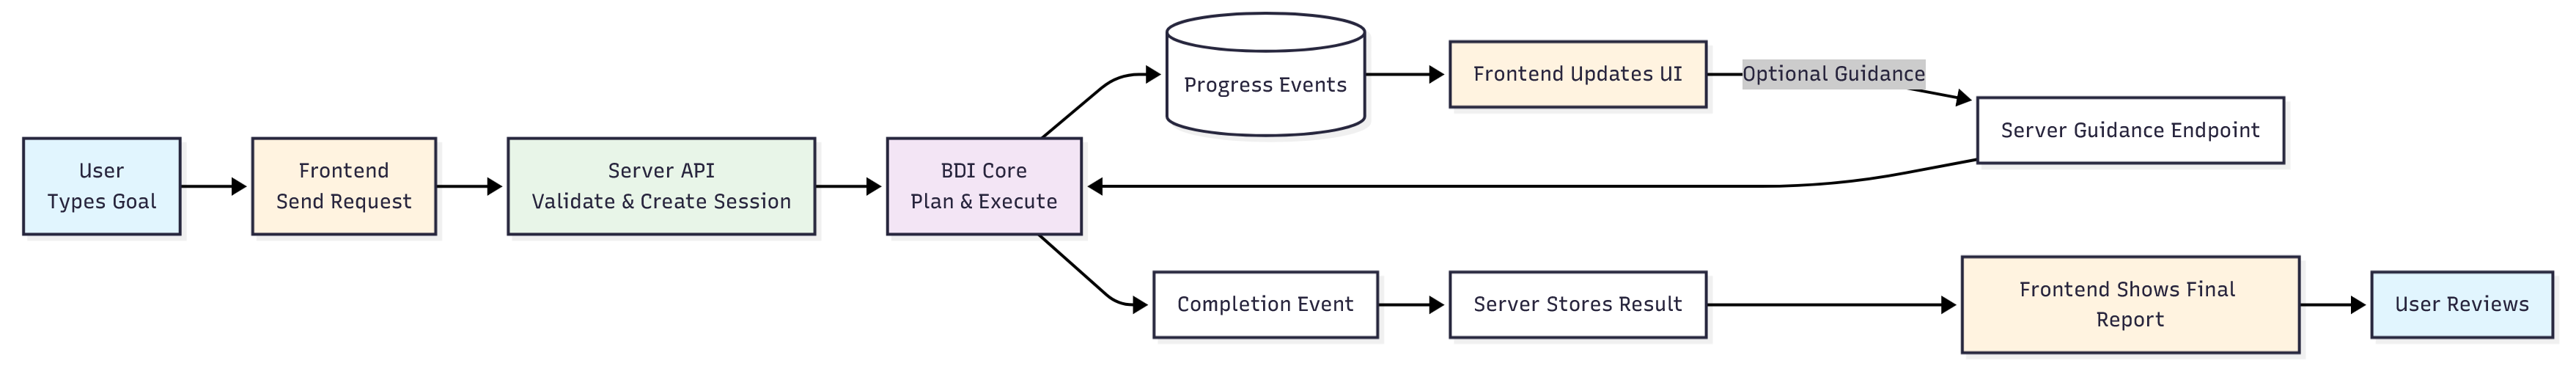 User
Types Goal
Frontend
Send Request
Server API
Validate & Create Session
BDI Core
Plan & Execute
Progress Events
Frontend Updates UI
Optional Guidance
Server Guidance Endpoint
Completion Event
Server Stores Result
Frontend Shows Final
Report
User Reviews